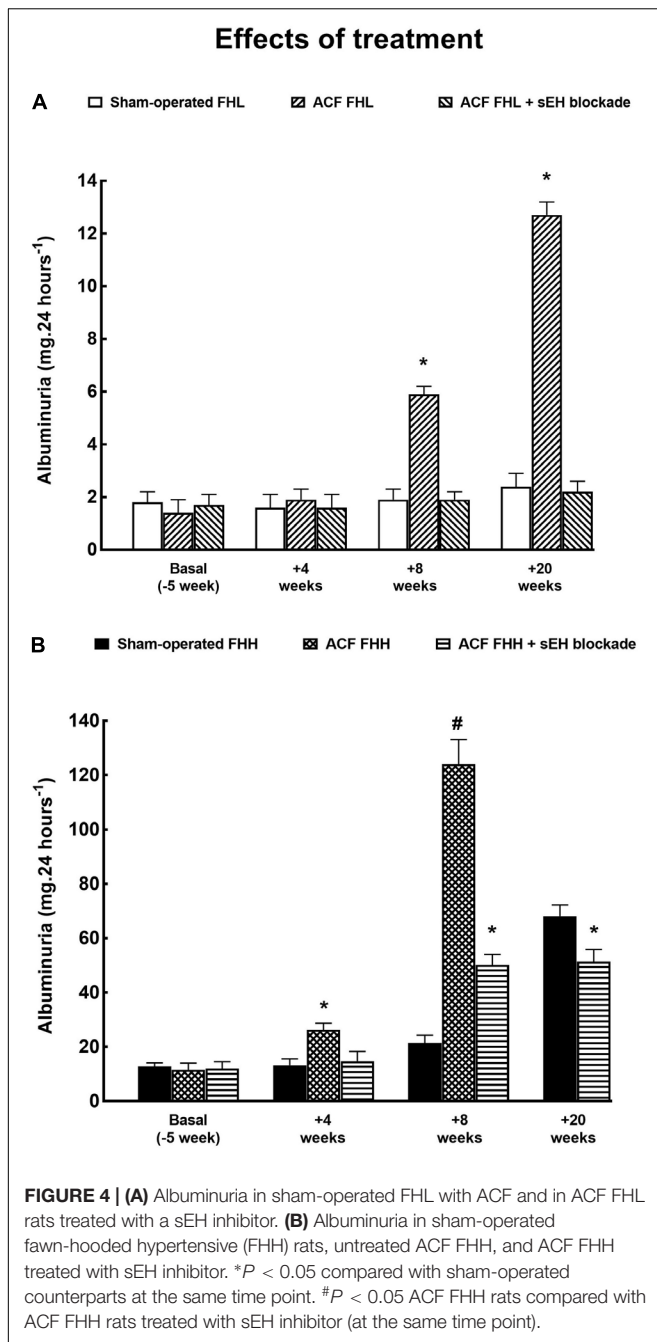 Effects of treatment
A
Sham-operated FHL ACF FHL ACF FHL + sEH blockade
Albuminuria (mg.24 hours⁻¹)
14
12
10
8
6
4
2
0
*
*
Basal (-5 week) +4 weeks +8 weeks +20 weeks
B
Sham-operated FHH ACF FHH ACF FHH + sEH blockade
Albuminuria (mg.24 hours⁻¹)
140
120
100
80
60
40
20
0
*
#
*
*
Basal (-5 week) +4 weeks +8 weeks +20 weeks
FIGURE 4 | (A) Albuminuria in sham-operated FHL with ACF and in ACF FHL
rats treated with a sEH inhibitor. (B) Albuminuria in sham-operated
fawn-hooded hypertensive (FHH) rats, untreated ACF FHH, and ACF FHH
treated with sEH inhibitor. *P < 0.05 compared with sham-operated
counterparts at the same time point. #P < 0.05 ACF FHH rats compared with
ACF FHH rats treated with sEH inhibitor (at the same time point).